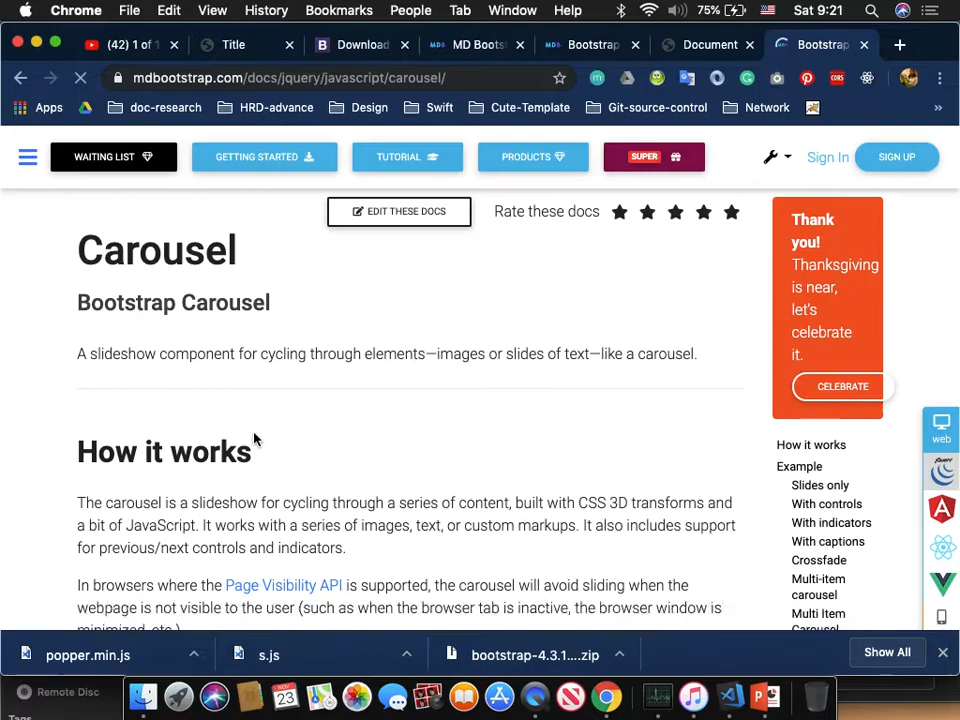 Chrome File Edit View History Bookmarks People Tab Window Help 75% Sat 9:21
(42) 1 of 1 Title Download MD Boots Bootstrap Document Bootstrap
mdbootstrap.com/docs/jquery/javascript/carousel/
Apps doc-research HRD-advance Design Swift Cute-Template Git-source-control Network »
WAITING LIST GETTING STARTED TUTORIAL PRODUCTS SUPER Sign In SIGN UP
EDIT THESE DOCS Rate these docs
Carousel
Bootstrap Carousel
A slideshow component for cycling through elements—images or slides of text—like a carousel.
How it works
The carousel is a slideshow for cycling through a series of content, built with CSS 3D transforms and
a bit of JavaScript. It works with a series of images, text, or custom markups. It also includes support
for previous/next controls and indicators.
In browsers where the Page Visibility API is supported, the carousel will avoid sliding when the
webpage is not visible to the user (such as when the browser tab is inactive, the browser window is
minimized, etc.)
Thank
you!
Thanksgiving
is near,
let's
celebrate
it.
CELEBRATE
How it works
Example
Slides only
With controls
With indicators
With captions
Crossfade
Multi-item
carousel
Multi Item
Carousel
web
jQuery
popper.min.js s.js bootstrap-4.3.1....zip Show All
Remote Disc
Tags
NOV
23